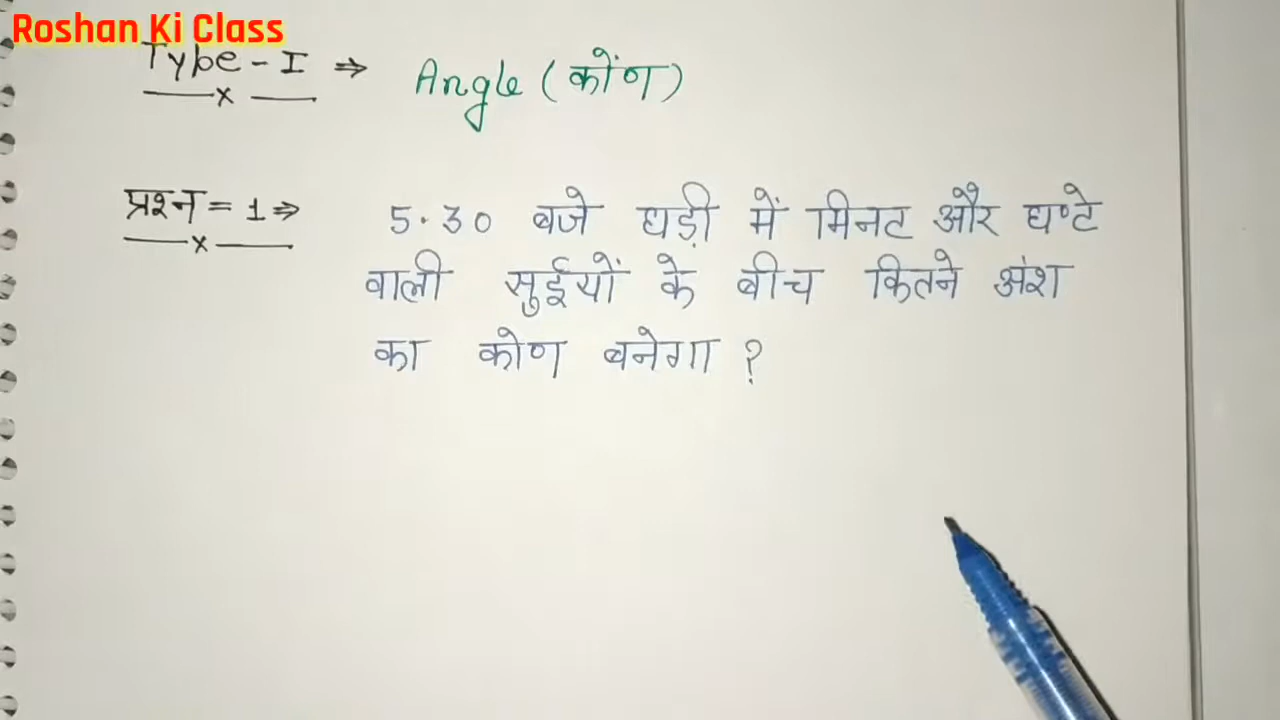 Roshan Ki Class
Type - I ⇒ Angle (कोंण)
प्रश्न = 1 ⇒ 5.30 बजे घड़ी में मिनट और घण्टे
वाली सुईयों के बीच कितने अंश
का कोण बनेगा ?